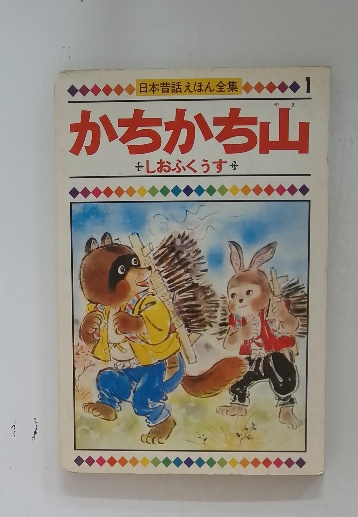 日本昔話えほん全集
1
かちかち山
やま
しおふくうす